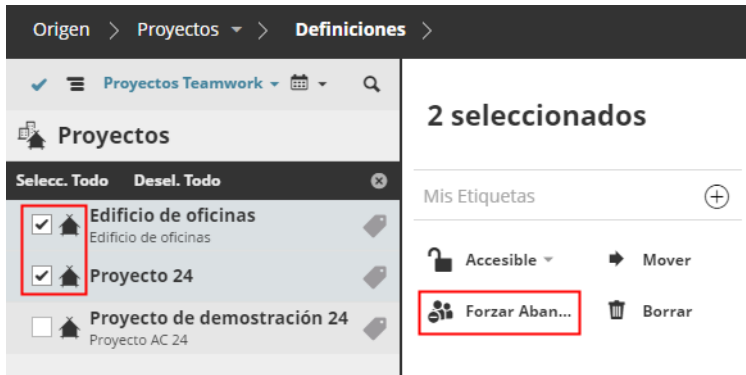 Origen > Proyectos > Definiciones >
Proyectos Teamwork
Proyectos
Selecc. Todo Desel. Todo
Edificio de oficinas
Edificio de oficinas
Proyecto 24
Proyecto de demostración 24
Proyecto AC 24
2 seleccionados
Mis Etiquetas
Accesible Mover
Forzar Aban... Borrar